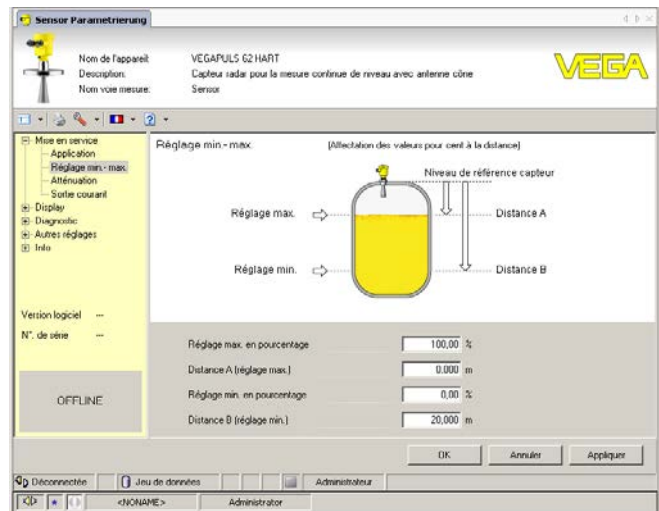 Sensor Parametrierung
Nom de l'appareil: VEGAPULS 62 HART
Description: Capteur radar pour la mesure continue de niveau avec antenne cône
Nom voie mesure: Sensor
VEGA
Mise en service
Application
Réglage min.- max.
Atténuation
Sortie courant
Display
Diagnostic
Autres réglages
Info
Version logiciel ---
N°. de série ---
OFFLINE
Réglage min.- max. (Affectation des valeurs pour cent à la distance)
Niveau de référence capteur
Réglage max. Distance A
Réglage min. Distance B
Réglage max. en pourcentage 100,00 %
Distance A (réglage max.) 0.000 m
Réglage min. en pourcentage 0,00 %
Distance B (réglage min.) 20,000 m
OK Annuler Appliquer
Déconnectée Jeu de données Administrateur
<NONAME> Administrator